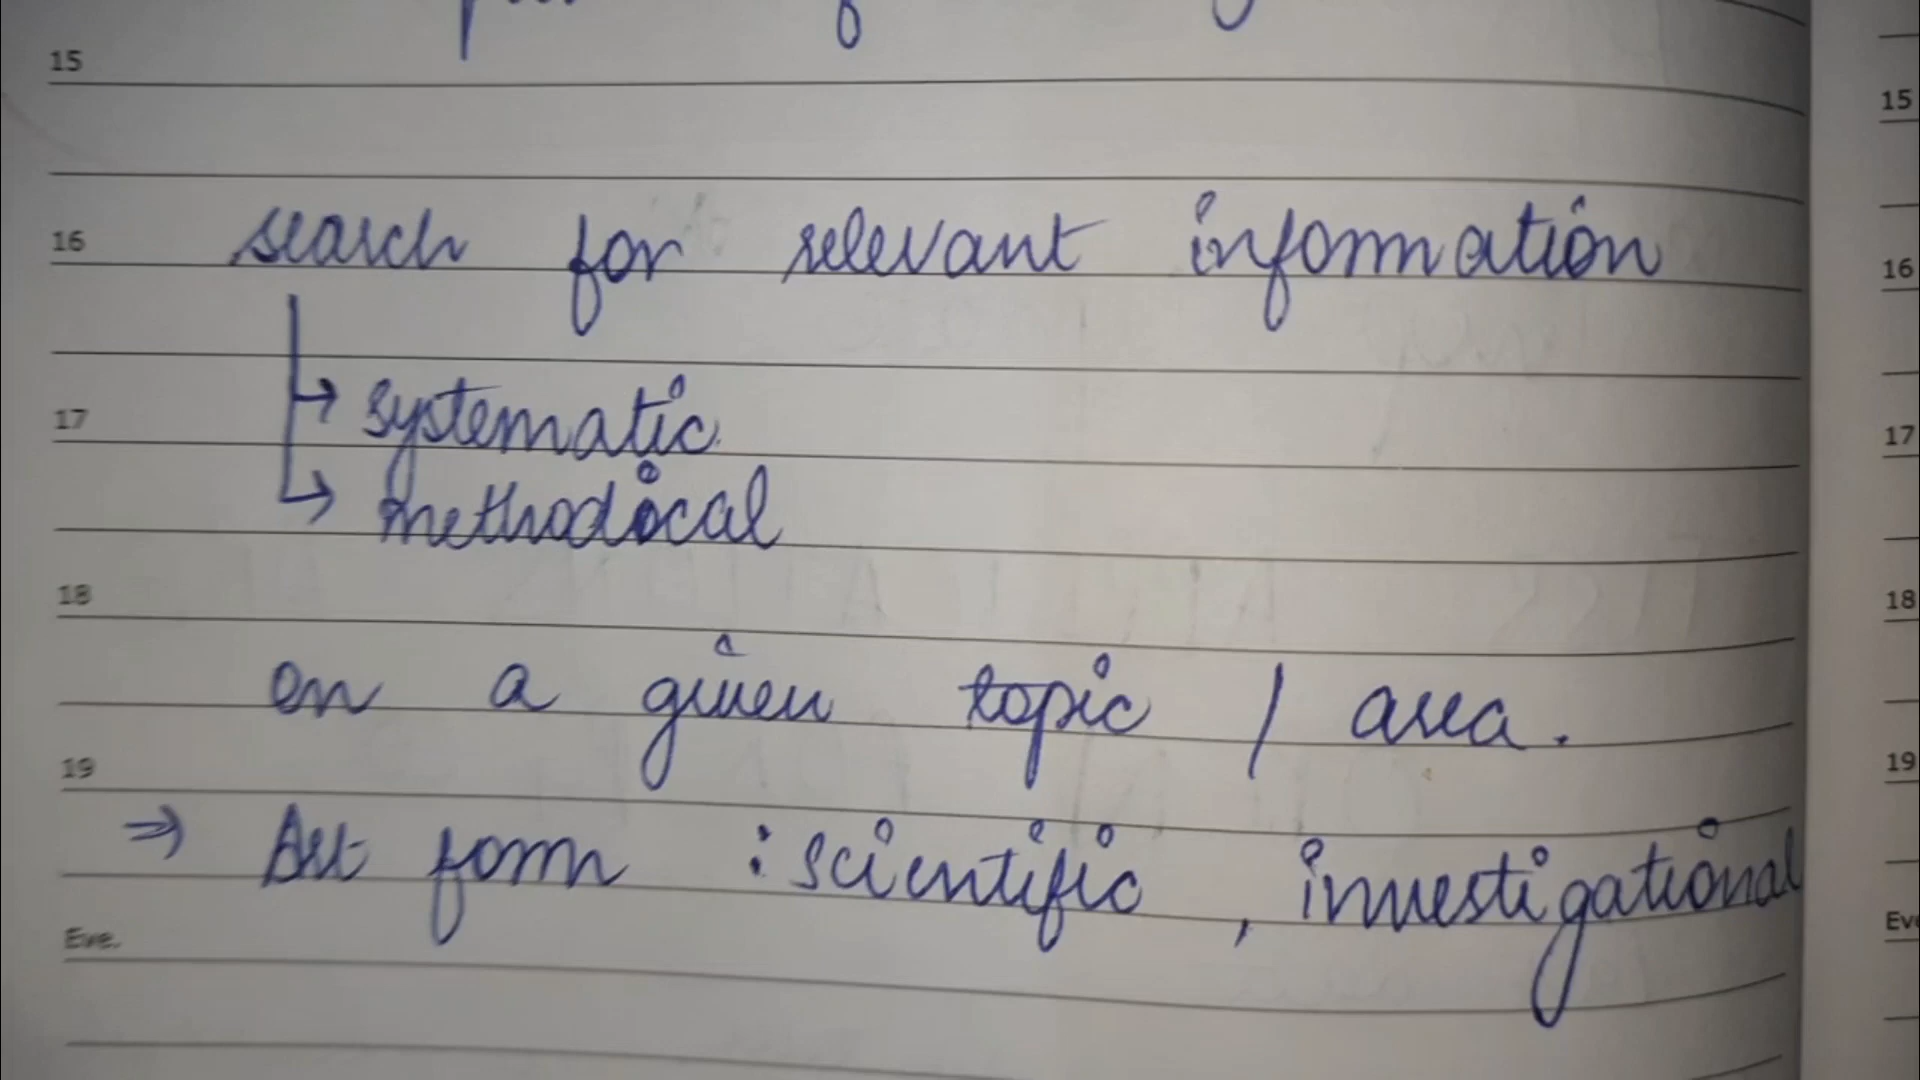 15
15
16 search for relevant information
16
→ systematic
17
17
→ methodical
18
18
on a given topic / area.
19
19
⇒ Art form : scientific , investigational
Eve.
Eve